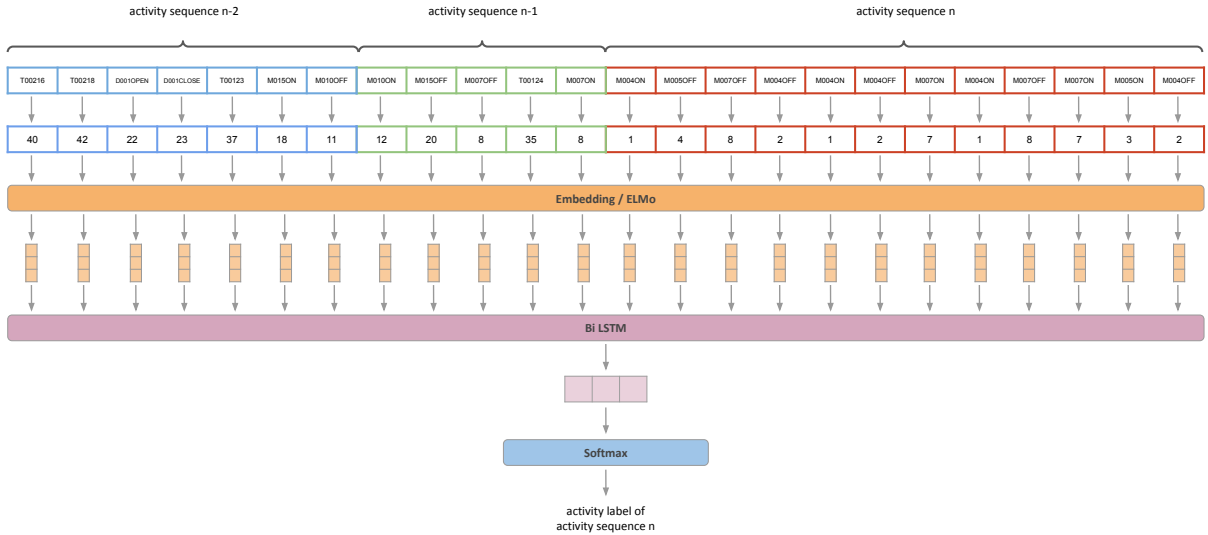 activity sequence n-2 activity sequence n-1 activity sequence n
T00216 T00218 D001OPEN D001CLOSE T00123 M015ON M010OFF M010ON M015OFF M007OFF T00124 M007ON M004ON M005OFF M007OFF M004OFF M004ON M004OFF M007ON M004ON M007OFF M007ON M005ON M004OFF
40 42 22 23 37 18 11 12 20 8 35 8 1 4 8 2 1 2 7 1 8 7 3 2
Embedding / ELMo
Bi LSTM
Softmax
activity label of
activity sequence n